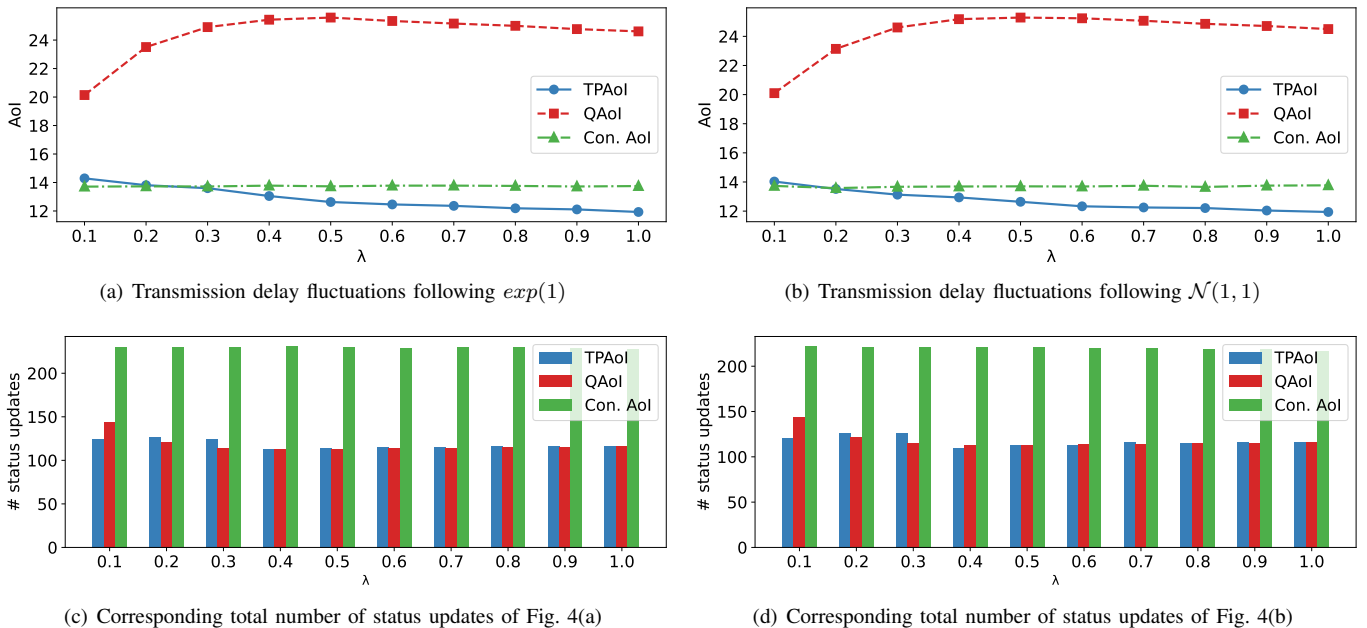 24
22
20
18
16
14
12
AoI
TPAoI
QAoI
Con. AoI
0.1 0.2 0.3 0.4 0.5 0.6 0.7 0.8 0.9 1.0
λ
(a) Transmission delay fluctuations following exp(1)
24
22
20
18
16
14
12
AoI
TPAoI
QAoI
Con. AoI
0.1 0.2 0.3 0.4 0.5 0.6 0.7 0.8 0.9 1.0
λ
(b) Transmission delay fluctuations following 𝒩(1, 1)
200
150
100
50
0
# status updates
TPAoI
QAoI
Con. AoI
0.1 0.2 0.3 0.4 0.5 0.6 0.7 0.8 0.9 1.0
λ
(c) Corresponding total number of status updates of Fig. 4(a)
200
150
100
50
0
# status updates
TPAoI
QAoI
Con. AoI
0.1 0.2 0.3 0.4 0.5 0.6 0.7 0.8 0.9 1.0
λ
(d) Corresponding total number of status updates of Fig. 4(b)